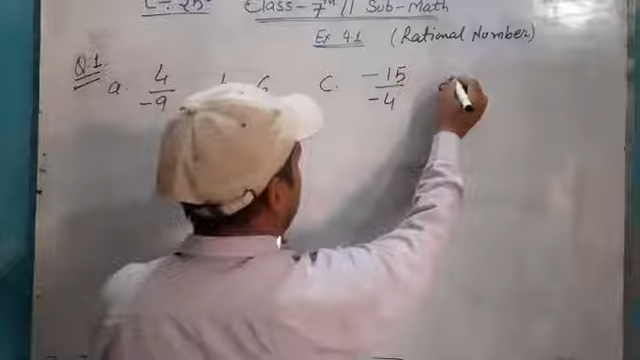 Class - 7th // Sub - Math
Ex 4.1 (Rational Number)
Q.1 a. 4/-9 C. -15/-4